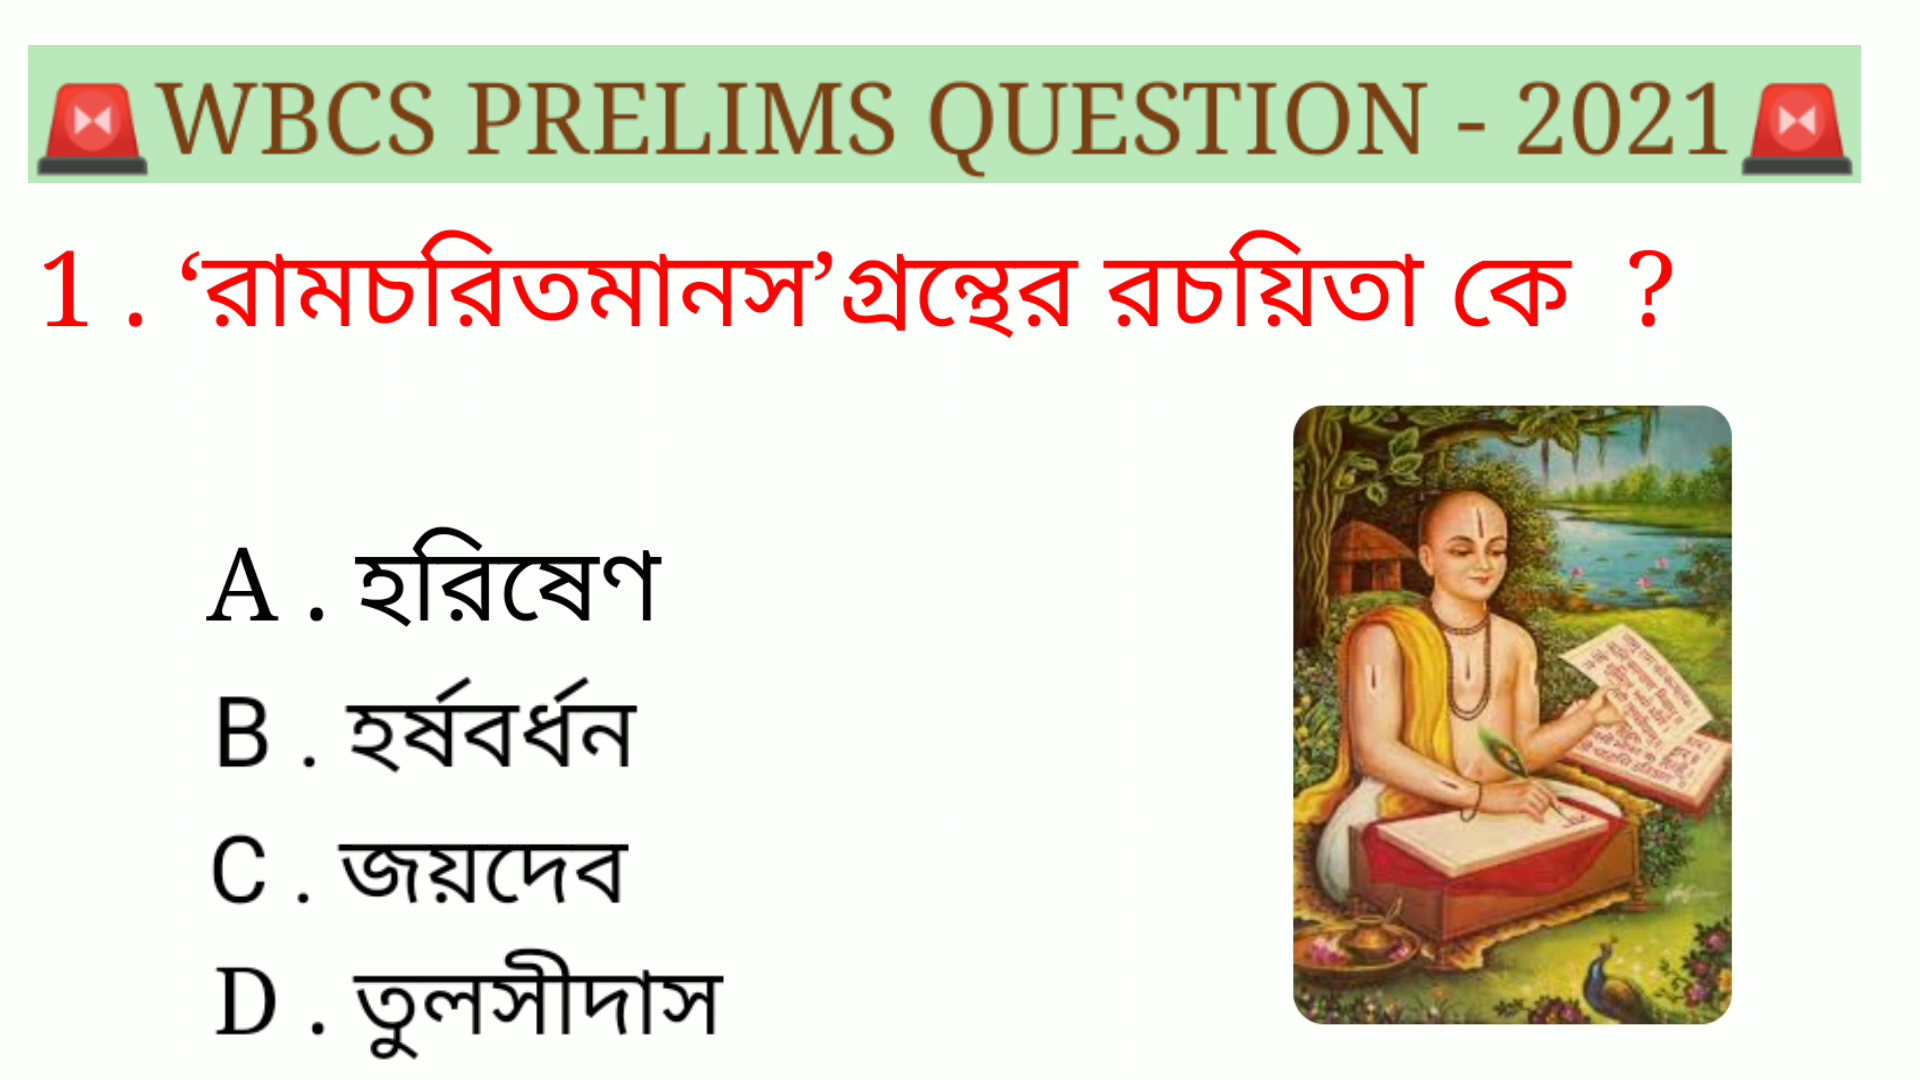 🚨WBCS PRELIMS QUESTION - 2021🚨
1 . ‘রামচরিতমানস’গ্রন্থের রচয়িতা কে ?
A . হরিষেণ
B . হর্ষবর্ধন
C . জয়দেব
D . তুলসীদাস